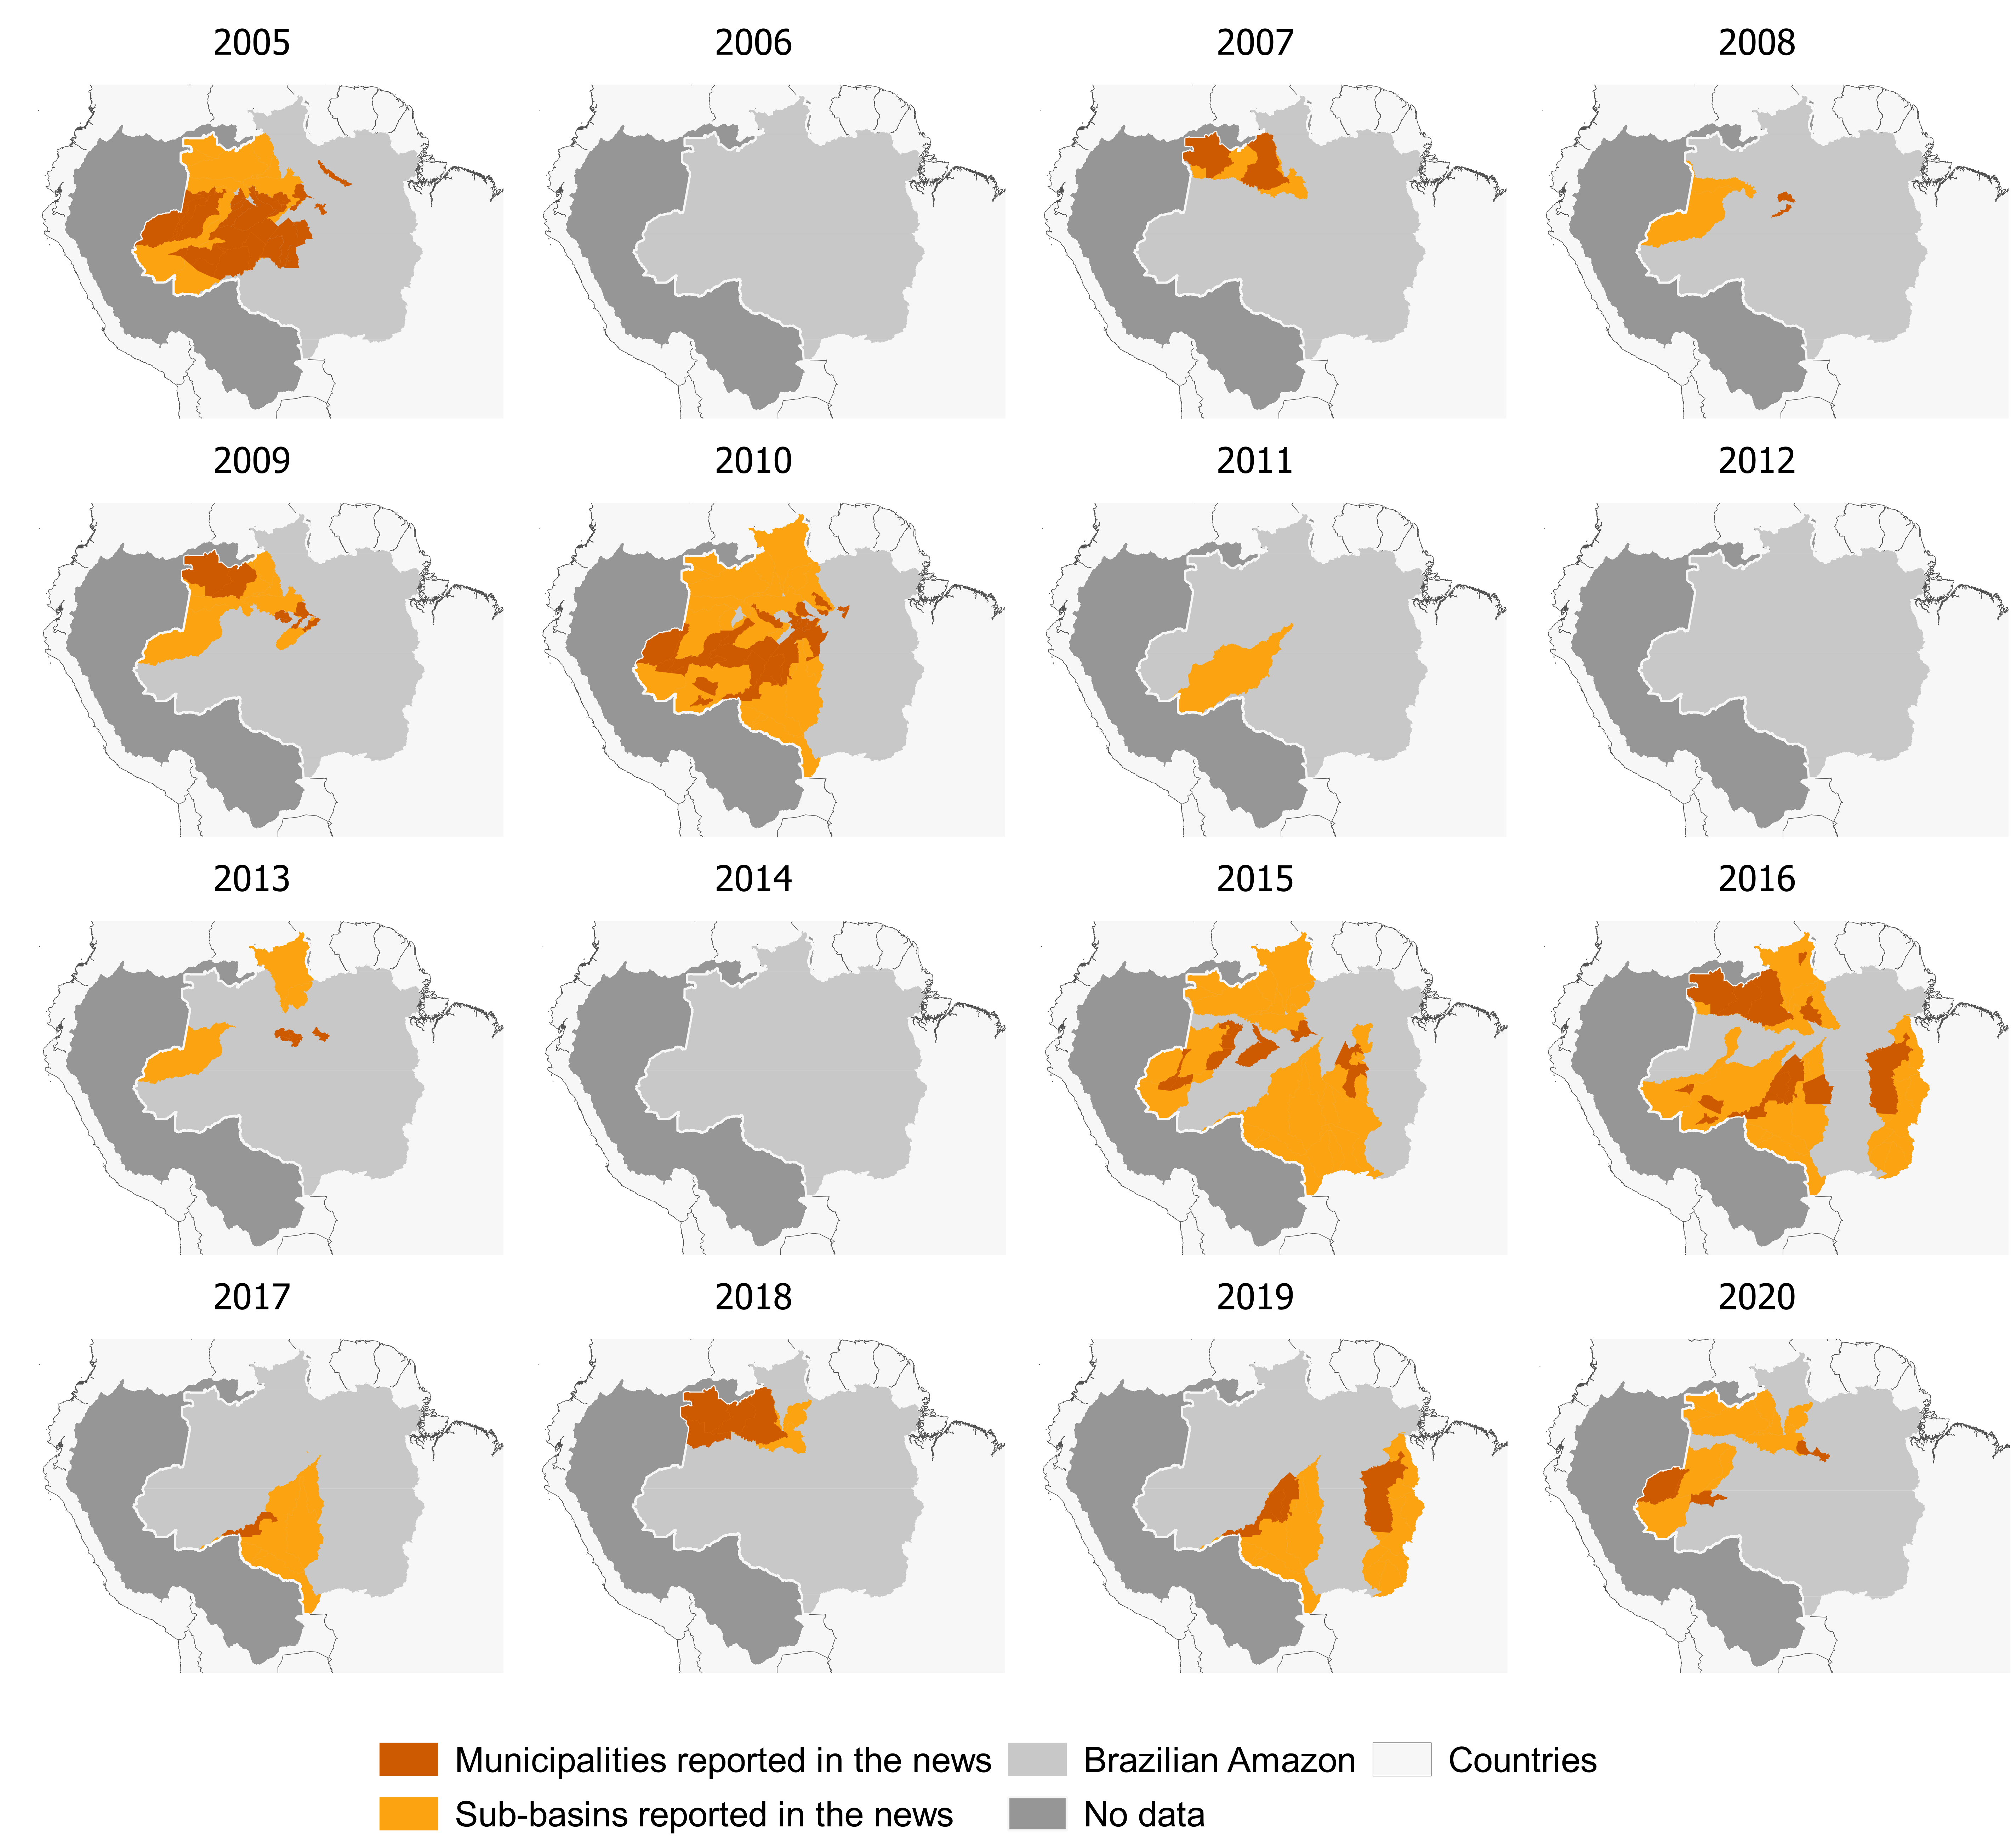 2005 2006 2007 2008
2009 2010 2011 2012
2013 2014 2015 2016
2017 2018 2019 2020
Municipalities reported in the news Brazilian Amazon Countries
Sub-basins reported in the news No data